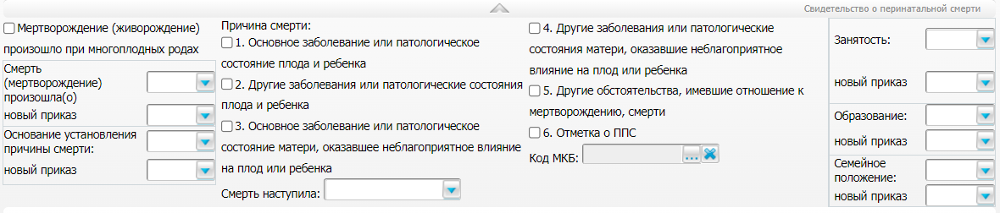 Свидетельство о перинатальной смерти
Мертворождение (живорождение)
произошло при многоплодных родах
Смерть
(мертворождение)
произошла(о)
новый приказ
Основание установления
причины смерти:
новый приказ
Причина смерти:
1. Основное заболевание или патологическое
состояние плода и ребенка
2. Другие заболевания или патологические состояния
плода и ребенка
3. Основное заболевание или патологическое
состояние матери, оказавшее неблагоприятное влияние
на плод или ребенка
Смерть наступила:
4. Другие заболевания или патологические
состояния матери, оказавшие неблагоприятное
влияние на плод или ребенка
5. Другие обстоятельства, имевшие отношение к
мертворождению, смерти
6. Отметка о ППС
Код МКБ: ...
Занятость:
новый приказ
Образование:
новый приказ
Семейное
положение:
новый приказ